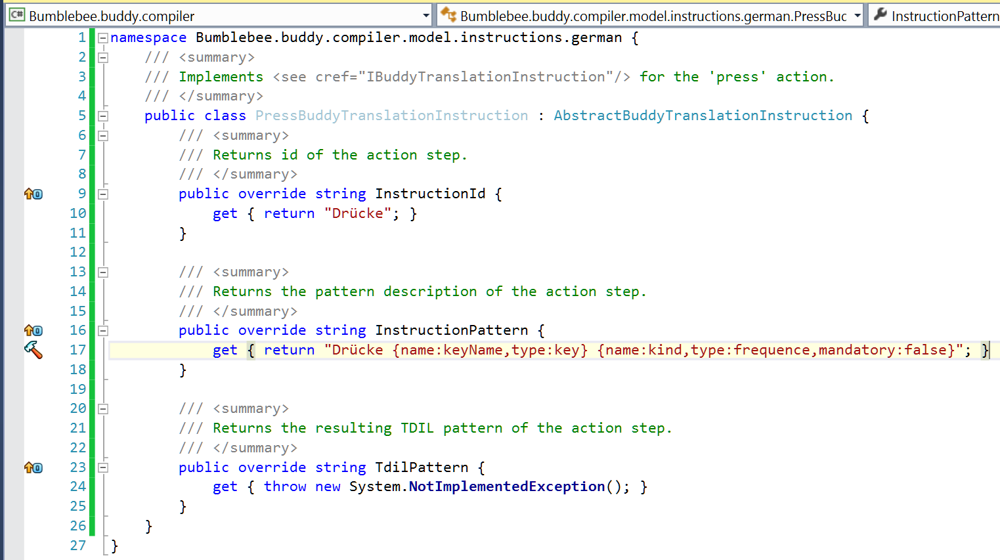 C# Bumblebee.buddy.compiler Bumblebee.buddy.compiler.model.instructions.german.PressBuc InstructionPattern
1 namespace Bumblebee.buddy.compiler.model.instructions.german {
2 /// <summary>
3 /// Implements <see cref="IBuddyTranslationInstruction"/> for the 'press' action.
4 /// </summary>
5 public class PressBuddyTranslationInstruction : AbstractBuddyTranslationInstruction {
6 /// <summary>
7 /// Returns id of the action step.
8 /// </summary>
9 public override string InstructionId {
10 get { return "Drücke"; }
11 }
12
13 /// <summary>
14 /// Returns the pattern description of the action step.
15 /// </summary>
16 public override string InstructionPattern {
17 get { return "Drücke {name:keyName,type:key} {name:kind,type:frequence,mandatory:false}"; }
18 }
19
20 /// <summary>
21 /// Returns the resulting TDIL pattern of the action step.
22 /// </summary>
23 public override string TdilPattern {
24 get { throw new System.NotImplementedException(); }
25 }
26 }
27 }